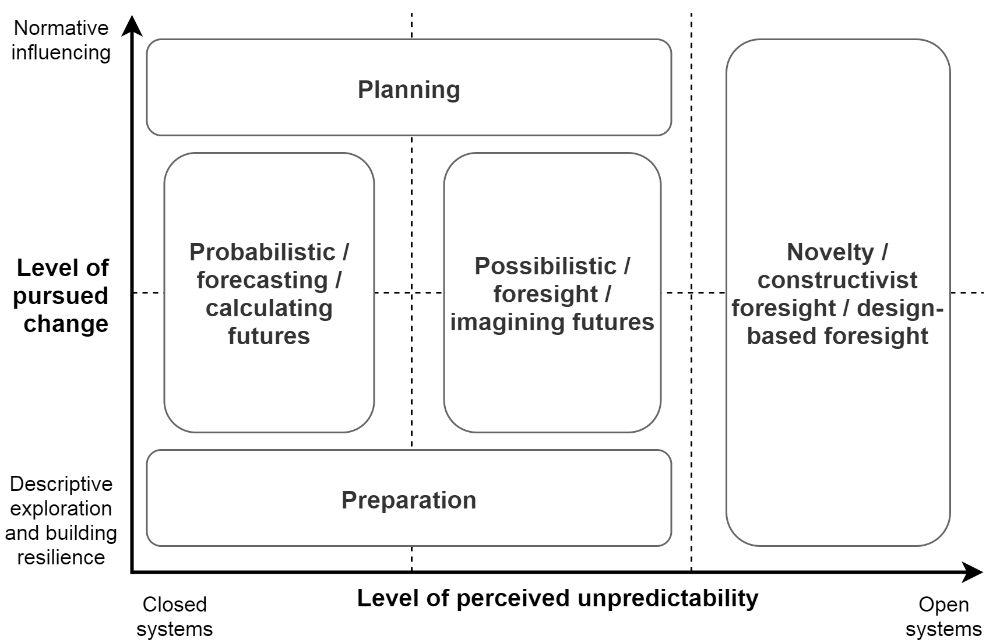 Normative
influencing
Planning
Level of
pursued
change
Probabilistic /
forecasting /
calculating
futures
Possibilistic /
foresight /
imagining futures
Novelty /
constructivist
foresight / design-
based foresight
Descriptive
exploration
and building
resilience
Preparation
Closed
systems
Level of perceived unpredictability
Open
systems